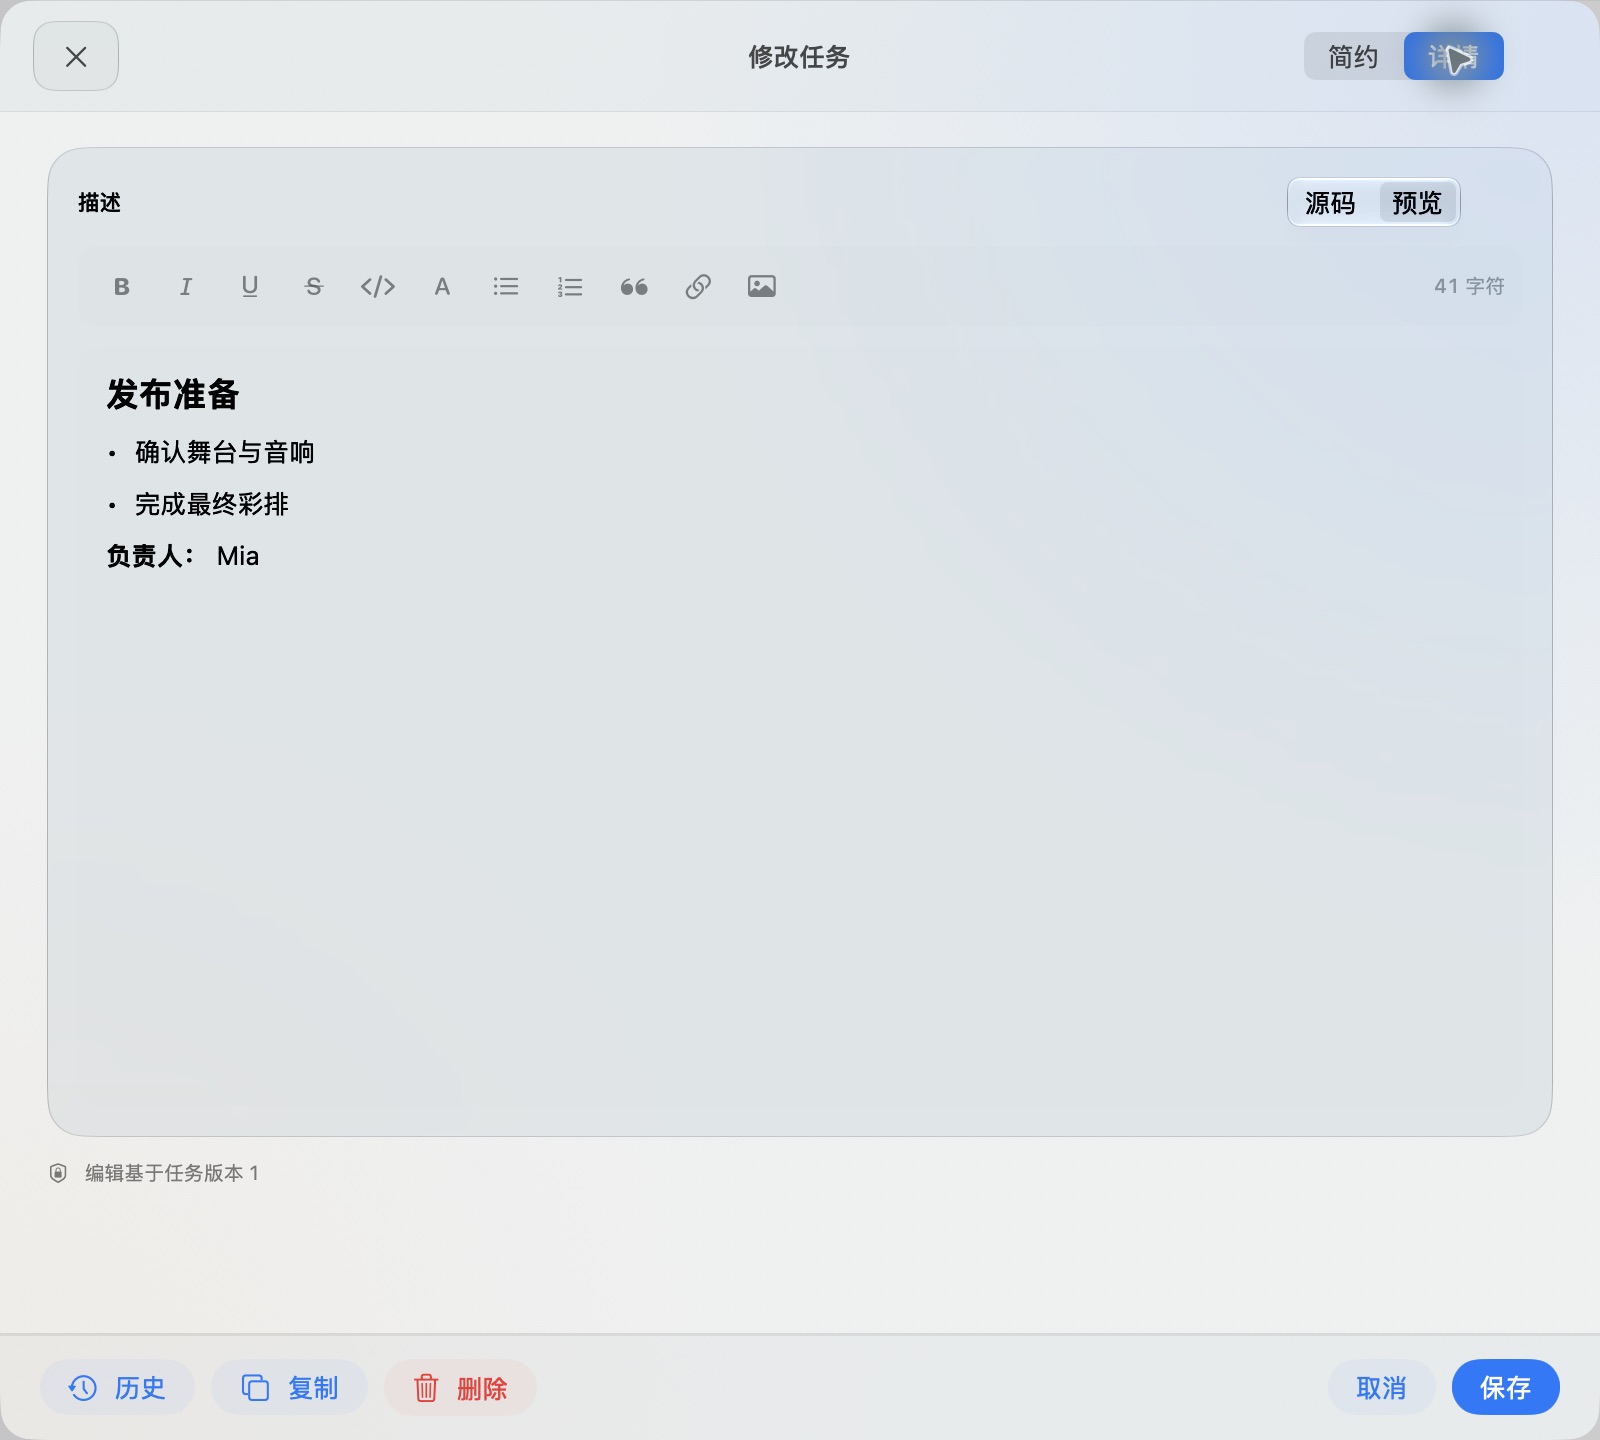 修改任务
简约
详情
描述
源码
预览
B
I
U
S
</>
A
41 字符
发布准备
• 确认舞台与音响
• 完成最终彩排
负责人： Mia
编辑基于任务版本 1
历史
复制
删除
取消
保存